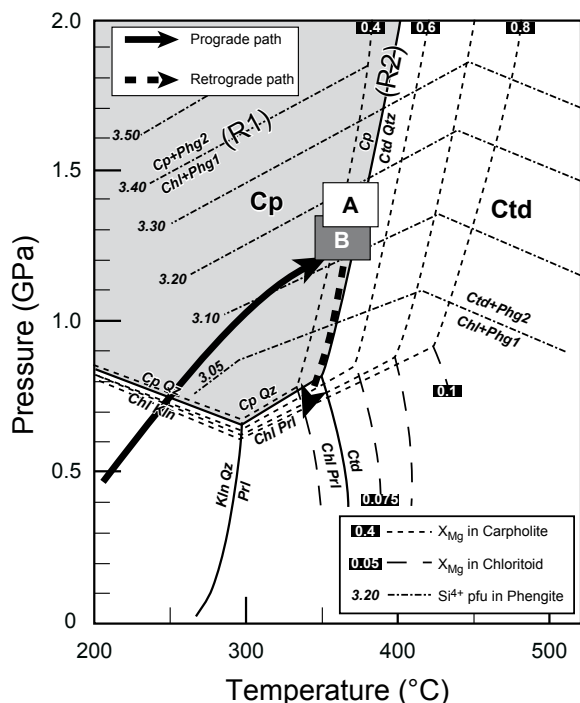 2.0
1.5
1.0
0.5
0
Pressure (GPa)
200
300
400
500
Temperature (°C)
Prograde path
Retrograde path
0.4
0.6
0.8
(R2)
Cp
Ctd Qtz
3.50
Cp+Phg2
(R1)
3.40
Chl+Phg1
Cp
A
Ctd
3.30
B
3.20
3.10
Ctd+Phg2
Chl+Phg1
3.05
Cp Qz
Chl Kln
Cp Qz
Chl Prl
0.1
Chl Prl
Ctd
Kln Qz
Prl
0.075
0.4 XMg in Carpholite
0.05 XMg in Chloritoid
3.20 Si4+ pfu in Phengite